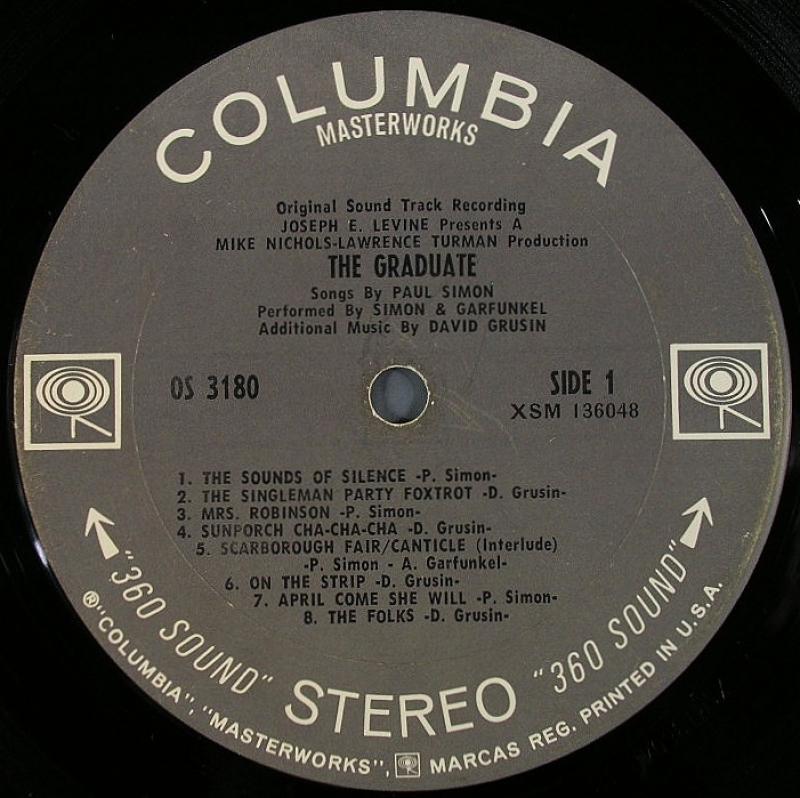 COLUMBIA
MASTERWORKS
Original Sound Track Recording
JOSEPH E. LEVINE Presents A
MIKE NICHOLS-LAWRENCE TURMAN Production
THE GRADUATE
Songs By PAUL SIMON
Performed By SIMON & GARFUNKEL
Additional Music By DAVID GRUSIN
OS 3180
SIDE 1
XSM 136048
1. THE SOUNDS OF SILENCE -P. Simon-
2. THE SINGLEMAN PARTY FOXTROT -D. Grusin-
3. MRS. ROBINSON -P. Simon-
4. SUNPORCH CHA-CHA-CHA -D. Grusin-
5. SCARBOROUGH FAIR/CANTICLE (Interlude)
-P. Simon - A. Garfunkel-
6. ON THE STRIP -D. Grusin-
7. APRIL COME SHE WILL -P. Simon-
8. THE FOLKS -D. Grusin-
"360 SOUND" STEREO "360 SOUND"
®"COLUMBIA", "MASTERWORKS", MARCAS REG. PRINTED IN U.S.A.